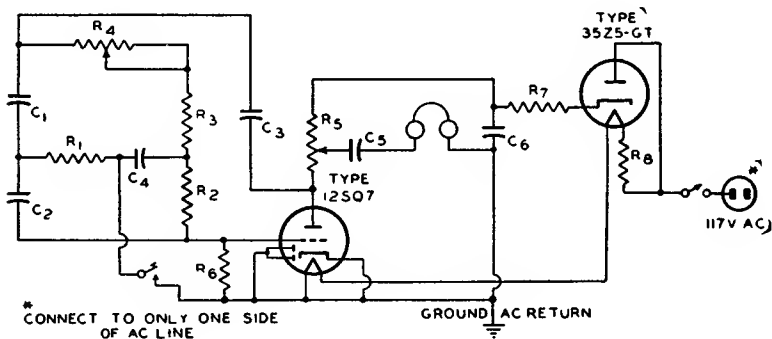 TYPE
35Z5-GT
R4
R7
R3
R5
C1
C3
C5
C6
R8
R1
C4
TYPE
12SQ7
*
C2
R2
117V AC
R6
*
CONNECT TO ONLY ONE SIDE
OF AC LINE
GROUND AC RETURN